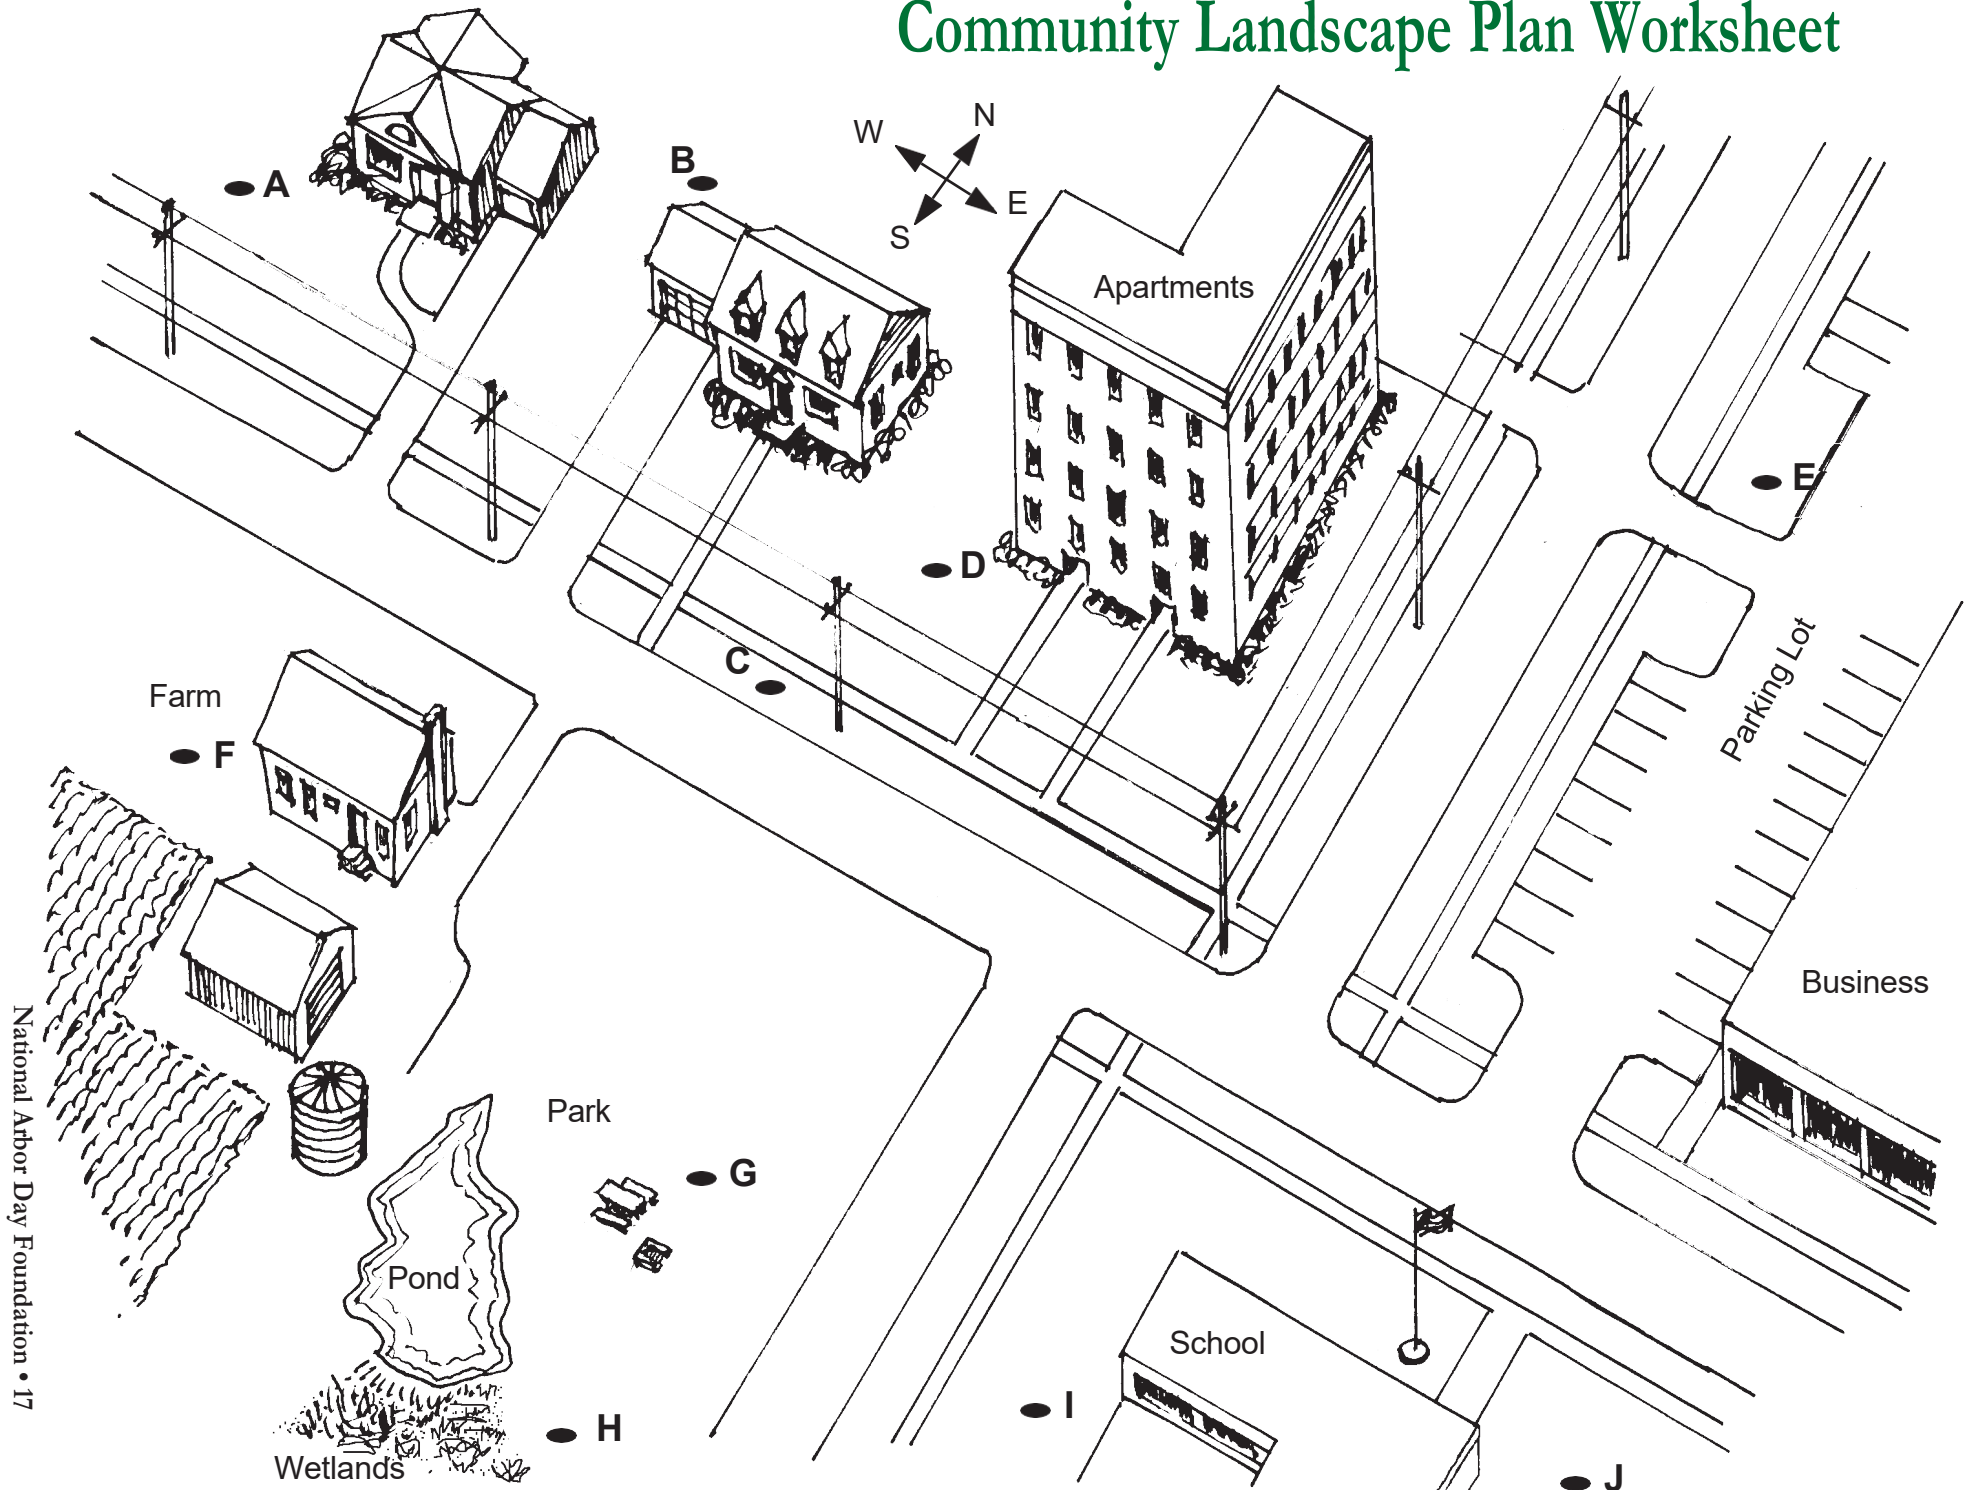 Community Landscape Plan Worksheet
N
W
E
S
A
B
Apartments
E
D
C
Parking Lot
Farm
F
Business
Park
G
Pond
School
I
H
Wetlands
J
National Arbor Day Foundation • 17